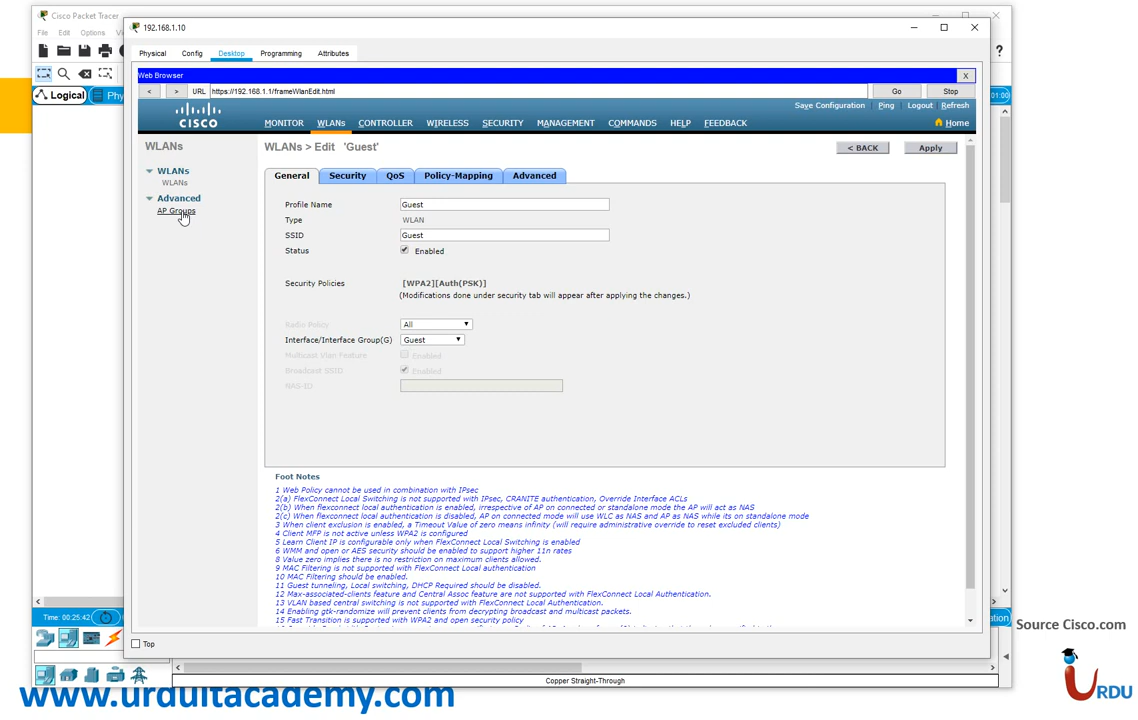 Cisco Packet Tracer
192.168.1.10
File Edit Options
Physical Config Desktop Programming Attributes
Web Browser X
< > URL https://192.168.1.1/frameWlanEdit.html Go Stop
Logical
01:00
Save Configuration Ping Logout Refresh
CISCO
MONITOR WLANs CONTROLLER WIRELESS SECURITY MANAGEMENT COMMANDS HELP FEEDBACK Home
WLANs
WLANs > Edit 'Guest'
< BACK Apply
WLANs
WLANs
Advanced
AP Groups
General Security QoS Policy-Mapping Advanced
Profile Name Guest
Type WLAN
SSID Guest
Status Enabled
Security Policies [WPA2][Auth(PSK)]
(Modifications done under security tab will appear after applying the changes.)
Radio Policy All
Interface/Interface Group(G) Guest
Multicast Vlan Feature Enabled
Broadcast SSID Enabled
NAS-ID
Foot Notes
1 Web Policy cannot be used in combination with IPsec
2(a) FlexConnect Local Switching is not supported with IPsec, CRANITE authentication, Override Interface ACLs
2(b) When flexconnect local authentication is enabled, irrespective of AP on connected or standalone mode the AP will act as NAS
2(c) When flexconnect local authentication is disabled, AP on connected mode will use WLC as NAS and AP as NAS while its on standalone mode
3 When client exclusion is enabled, a Timeout Value of zero means infinity (will require administrative override to reset excluded clients)
4 Client MFP is not active unless WPA2 is configured
5 Learn Client IP is configurable only when FlexConnect Local Switching is enabled
6 WMM and open or AES security should be enabled to support higher 11n rates
8 Value zero implies there is no restriction on maximum clients allowed.
9 MAC Filtering is not supported with FlexConnect Local authentication
10 MAC Filtering should be enabled.
11 Guest tunneling, Local switching, DHCP Required should be disabled.
12 Max-associated-clients feature and Central Assoc feature are not supported with FlexConnect Local Authentication.
13 VLAN based central switching is not supported with FlexConnect Local Authentication.
14 Enabling gtk-randomize will prevent clients from decrypting broadcast and multicast packets.
15 Fast Transition is supported with WPA2 and open security policy
Time: 00:25:42
Top
Copper Straight-Through
Source Cisco.com
www.urduitacademy.com
URDU